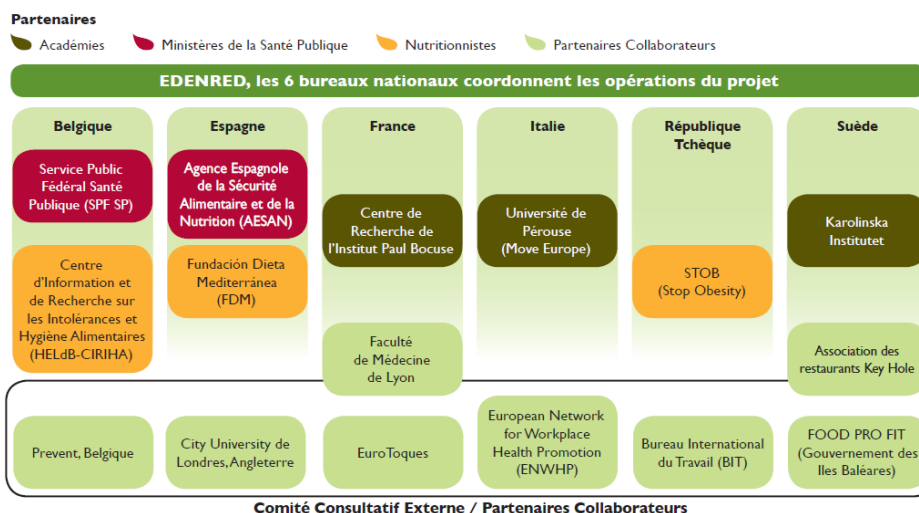 Partenaires
Académies
Ministères de la Santé Publique
Nutritionnistes
Partenaires Collaborateurs
EDENRED, les 6 bureaux nationaux coordonnent les opérations du projet
Belgique
Service Public
Fédéral Santé
Publique (SPF SP)
Centre
d'Information et
de Recherche sur
les Intolérances et
Hygiène Alimentaires
(HELdB-CIRIHA)
Espagne
Agence Espagnole
de la Sécurité
Alimentaire et de la
Nutrition (AESAN)
Fundación Dieta
Mediterránea
(FDM)
France
Centre de
Recherche de
l'Institut Paul Bocuse
Faculté
de Médecine
de Lyon
Italie
Université de
Pérouse
(Move Europe)
République
Tchèque
STOB
(Stop Obesity)
Suède
Karolinska
Institutet
Association des
restaurants Key Hole
Prevent, Belgique
City University de
Londres, Angleterre
EuroToques
European Network
for Workplace
Health Promotion
(ENWHP)
Bureau International
du Travail (BIT)
FOOD PRO FIT
(Gouvernement des
Iles Baléares)
Comité Consultatif Externe / Partenaires Collaborateurs